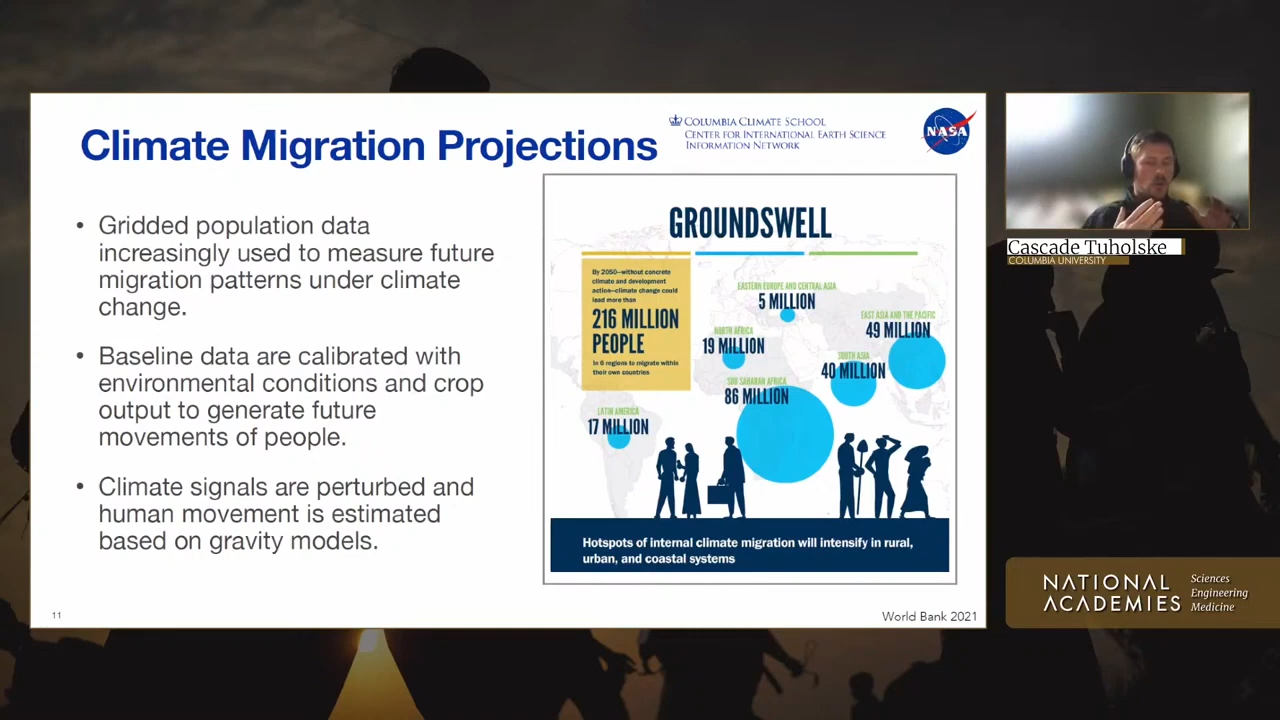 Climate Migration Projections
COLUMBIA CLIMATE SCHOOL
CENTER FOR INTERNATIONAL EARTH SCIENCE
INFORMATION NETWORK
NASA
• Gridded population data
increasingly used to measure future
migration patterns under climate
change.
• Baseline data are calibrated with
environmental conditions and crop
output to generate future
movements of people.
• Climate signals are perturbed and
human movement is estimated
based on gravity models.
GROUNDSWELL
By 2050—without concrete
climate and development
action—climate change could
lead more than
216 MILLION
PEOPLE
in 6 regions to migrate within
their own countries
EASTERN EUROPE AND CENTRAL ASIA
5 MILLION
NORTH AFRICA
19 MILLION
EAST ASIA AND THE PACIFIC
49 MILLION
SOUTH ASIA
40 MILLION
SUB SAHARAN AFRICA
86 MILLION
LATIN AMERICA
17 MILLION
Hotspots of internal climate migration will intensify in rural,
urban, and coastal systems
11
World Bank 2021
Cascade Tuholske
COLUMBIA UNIVERSITY
NATIONAL
ACADEMIES
Sciences
Engineering
Medicine